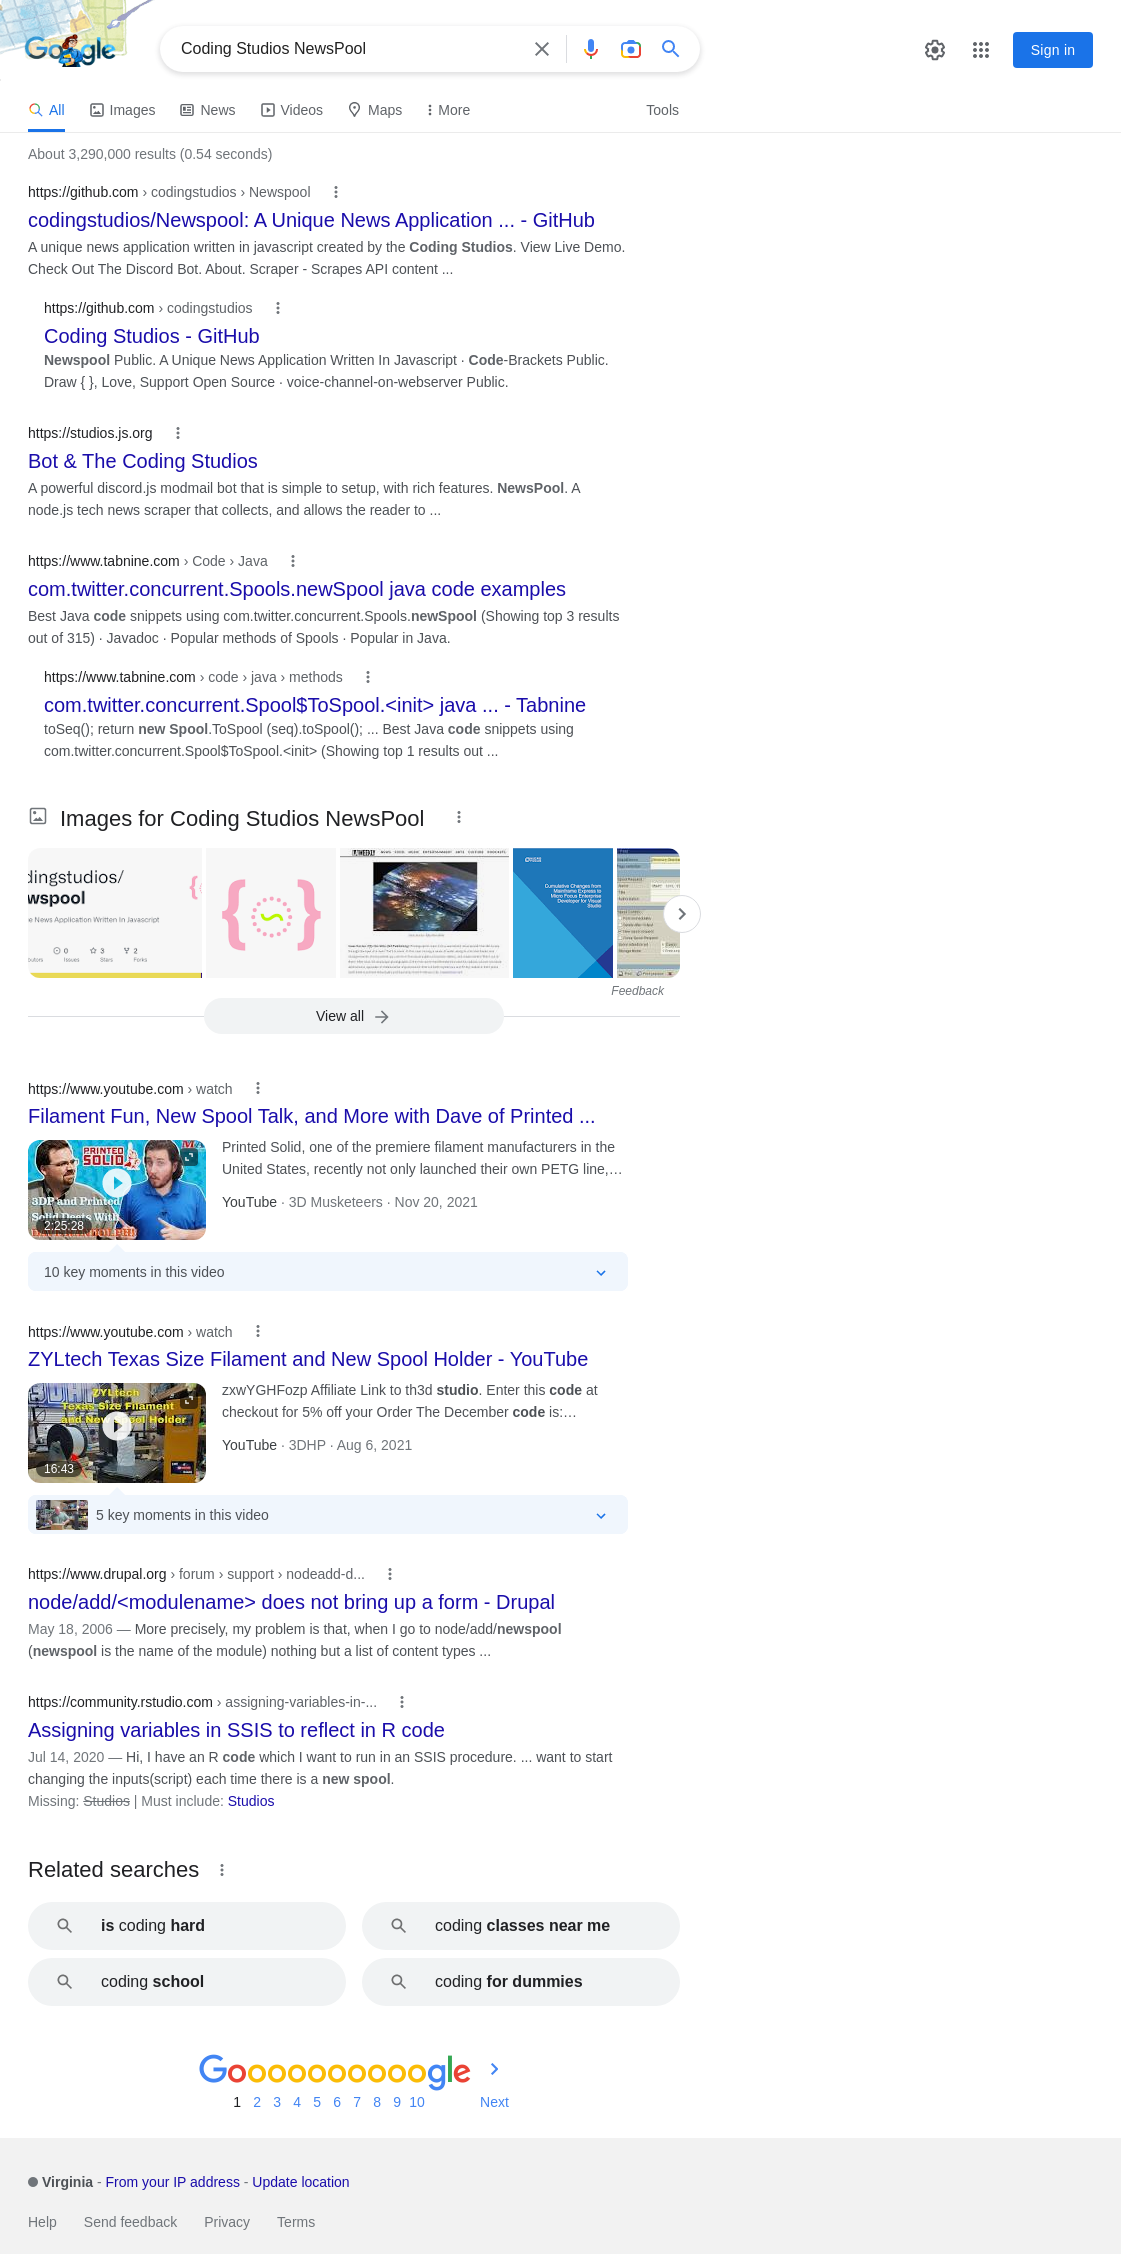 Google
Coding Studios NewsPool
Sign in
All
Images
News
Videos
Maps
More
Tools
About 3,290,000 results (0.54 seconds)
https://github.com › codingstudios › Newspool
codingstudios/Newspool: A Unique News Application ... - GitHub
A unique news application written in javascript created by the Coding Studios. View Live Demo.
Check Out The Discord Bot. About. Scraper - Scrapes API content ...
https://github.com › codingstudios
Coding Studios - GitHub
Newspool Public. A Unique News Application Written In Javascript · Code-Brackets Public.
Draw { }, Love, Support Open Source · voice-channel-on-webserver Public.
https://studios.js.org
Bot & The Coding Studios
A powerful discord.js modmail bot that is simple to setup, with rich features. NewsPool. A
node.js tech news scraper that collects, and allows the reader to ...
https://www.tabnine.com › Code › Java
com.twitter.concurrent.Spools.newSpool java code examples
Best Java code snippets using com.twitter.concurrent.Spools.newSpool (Showing top 3 results
out of 315) · Javadoc · Popular methods of Spools · Popular in Java.
https://www.tabnine.com › code › java › methods
com.twitter.concurrent.Spool$ToSpool.<init> java ... - Tabnine
toSeq(); return new Spool.ToSpool (seq).toSpool(); ... Best Java code snippets using
com.twitter.concurrent.Spool$ToSpool.<init> (Showing top 1 results out ...
Images for Coding Studios NewsPool
dingstudios/
wspool
e News Application Written In Javascript
0
3
2
Issues
Stars
Forks
Cumulative Changes from
Mainframe Express to
Micro Focus Enterprise
Developer for Visual
Studio
Feedback
View all
https://www.youtube.com › watch
Filament Fun, New Spool Talk, and More with Dave of Printed ...
PRINTED
SOLID
3DP and Printed
Solid Deets With
2:25:28
Printed Solid, one of the premiere filament manufacturers in the
United States, recently not only launched their own PETG line,…
YouTube · 3D Musketeers · Nov 20, 2021
10 key moments in this video
https://www.youtube.com › watch
ZYLtech Texas Size Filament and New Spool Holder - YouTube
ZYLtech
Texas Size Filament
and New Spool Holder
16:43
zxwYGHFozp Affiliate Link to th3d studio. Enter this code at
checkout for 5% off your Order The December code is:…
YouTube · 3DHP · Aug 6, 2021
5 key moments in this video
https://www.drupal.org › forum › support › nodeadd-d...
node/add/<modulename> does not bring up a form - Drupal
May 18, 2006 — More precisely, my problem is that, when I go to node/add/newspool
(newspool is the name of the module) nothing but a list of content types ...
https://community.rstudio.com › assigning-variables-in-...
Assigning variables in SSIS to reflect in R code
Jul 14, 2020 — Hi, I have an R code which I want to run in an SSIS procedure. ... want to start
changing the inputs(script) each time there is a new spool.
Missing: Studios | Must include: Studios
Related searches
is coding hard
coding classes near me
coding school
coding for dummies
Goooooooooogle
1 2 3 4 5 6 7 8 9 10 Next
Virginia - From your IP address - Update location
Help Send feedback Privacy Terms